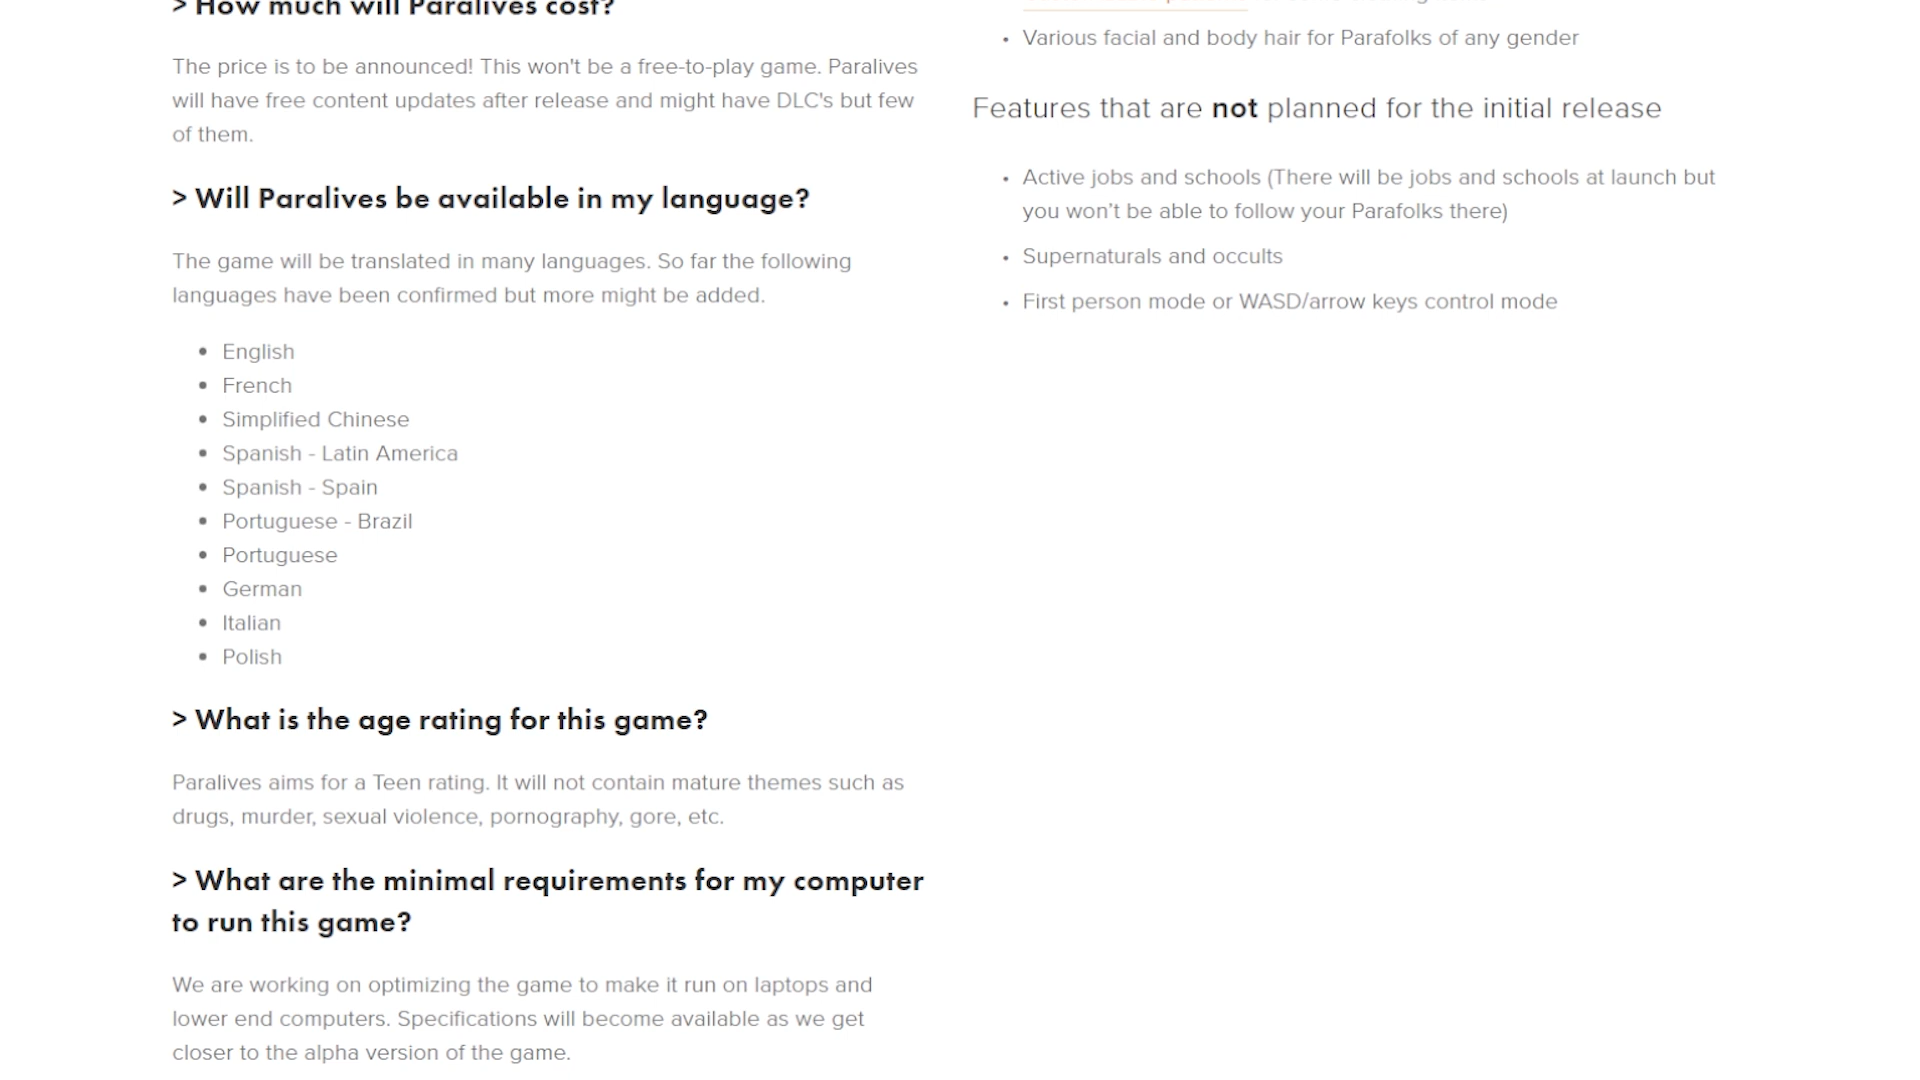 > How much will Paralives cost?
The price is to be announced! This won't be a free-to-play game. Paralives
will have free content updates after release and might have DLC's but few
of them.
> Will Paralives be available in my language?
The game will be translated in many languages. So far the following
languages have been confirmed but more might be added.
• English
• French
• Simplified Chinese
• Spanish - Latin America
• Spanish - Spain
• Portuguese - Brazil
• Portuguese
• German
• Italian
• Polish
> What is the age rating for this game?
Paralives aims for a Teen rating. It will not contain mature themes such as
drugs, murder, sexual violence, pornography, gore, etc.
> What are the minimal requirements for my computer
to run this game?
We are working on optimizing the game to make it run on laptops and
lower end computers. Specifications will become available as we get
closer to the alpha version of the game.
• Various facial and body hair for Parafolks of any gender
Features that are not planned for the initial release
• Active jobs and schools (There will be jobs and schools at launch but
you won't be able to follow your Parafolks there)
• Supernaturals and occults
• First person mode or WASD/arrow keys control mode